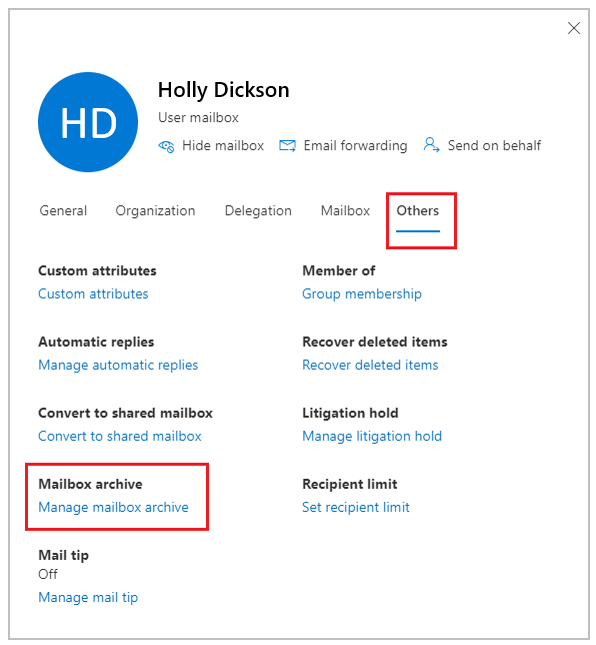 HD
Holly Dickson
User mailbox
Hide mailbox Email forwarding Send on behalf
General Organization Delegation Mailbox Others
Custom attributes
Custom attributes
Member of
Group membership
Automatic replies
Manage automatic replies
Recover deleted items
Recover deleted items
Convert to shared mailbox
Convert to shared mailbox
Litigation hold
Manage litigation hold
Mailbox archive
Manage mailbox archive
Recipient limit
Set recipient limit
Mail tip
Off
Manage mail tip